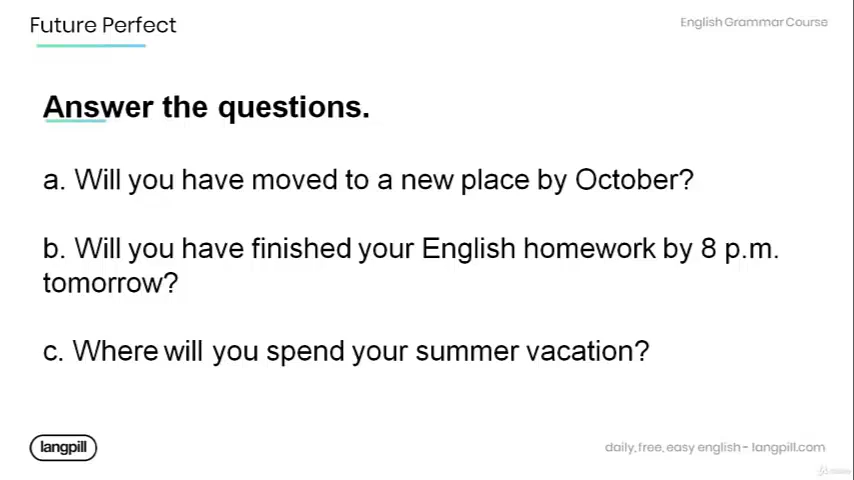 Future Perfect
English Grammar Course
Answer the questions.
a. Will you have moved to a new place by October?
b. Will you have finished your English homework by 8 p.m.
tomorrow?
c. Where will you spend your summer vacation?
langpill
daily, free, easy english - langpill.com